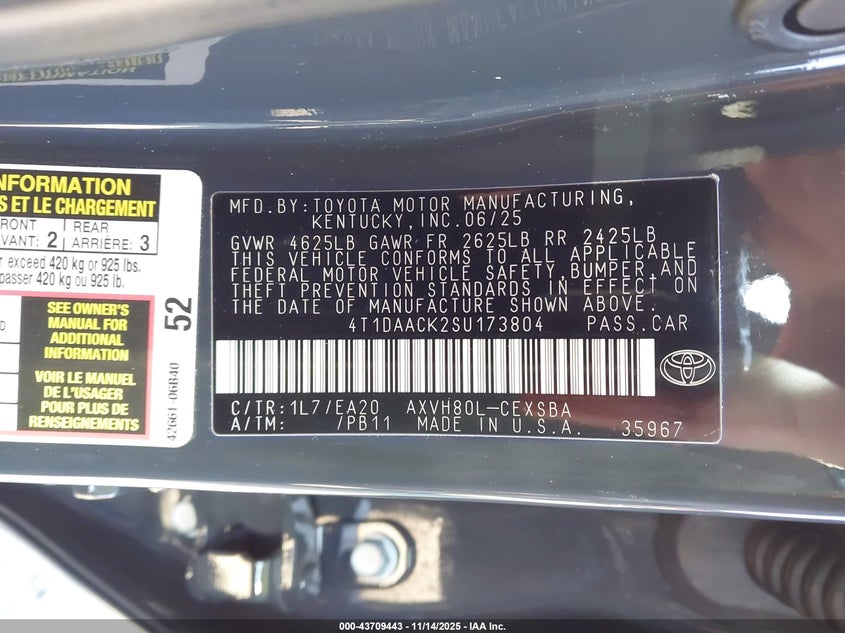 INFORMATION
S ET LE CHARGEMENT
FRONT
AVANT: 2
REAR
ARRIÈRE: 3
r exceed 420 kg or 925 lbs.
passer 420 kg ou 925 lb.
SEE OWNER'S
MANUAL FOR
ADDITIONAL
INFORMATION
VOIR LE MANUEL
DE L'USAGER
POUR PLUS DE
RENSEIGNEMENTS
52
42661-06B40
MFD.BY:TOYOTA MOTOR MANUFACTURING,
KENTUCKY,INC.06/25
GVWR 4625LB GAWR FR 2625LB RR 2425LB
THIS VEHICLE CONFORMS TO ALL APPLICABLE
FEDERAL MOTOR VEHICLE SAFETY,BUMPER,AND
THEFT PREVENTION STANDARDS IN EFFECT ON
THE DATE OF MANUFACTURE SHOWN ABOVE.
4T1DAACK2SU173804 PASS.CAR
C/TR:1L7/EA20 AXVH80L-CEXSBA
A/TM: /PB11 MADE IN U.S.A. 35967
000-43709443 | 11/14/2025 - IAA Inc.